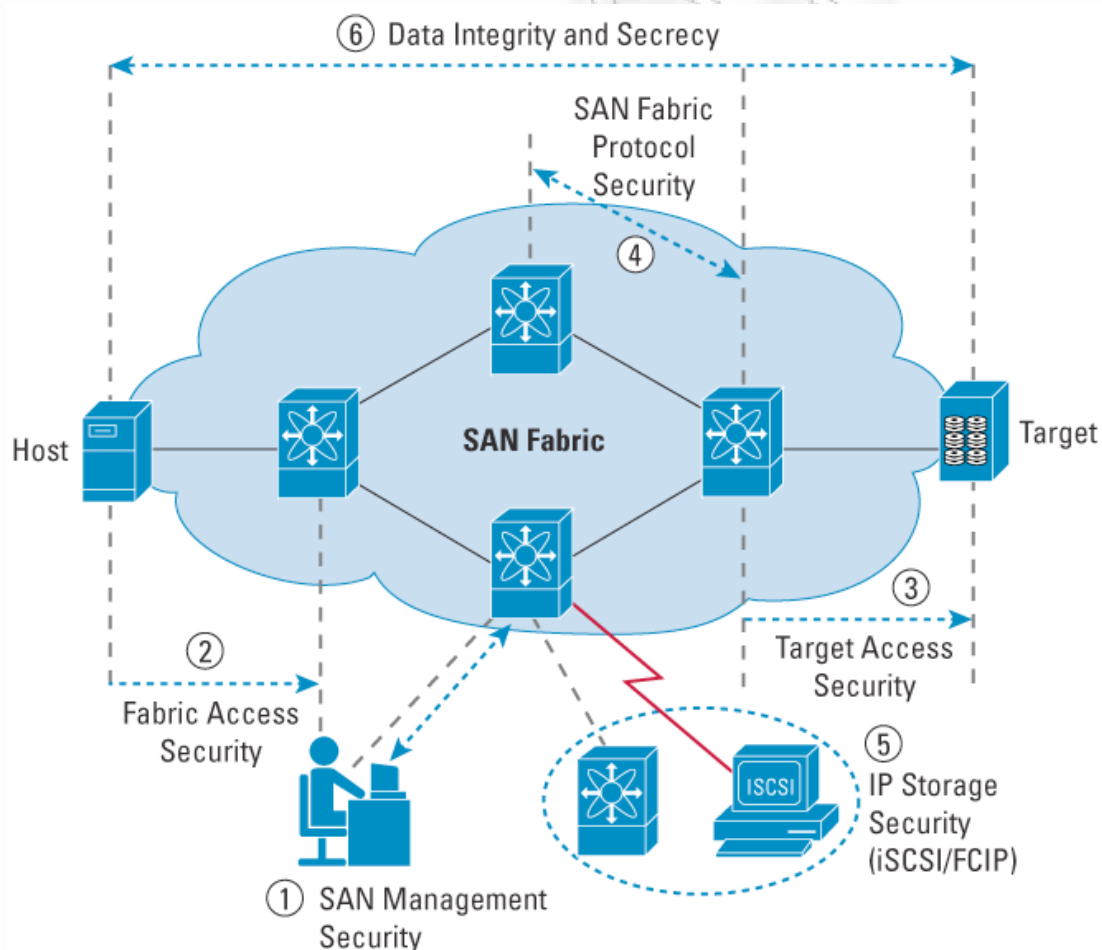 ⑥ Data Integrity and Secrecy
SAN Fabric
Protocol
Security
④
Host
SAN Fabric
Target
②
Fabric Access
Security
③
Target Access
Security
⑤
IP Storage
Security
(iSCSI/FCIP)
ISCSI
① SAN Management
Security